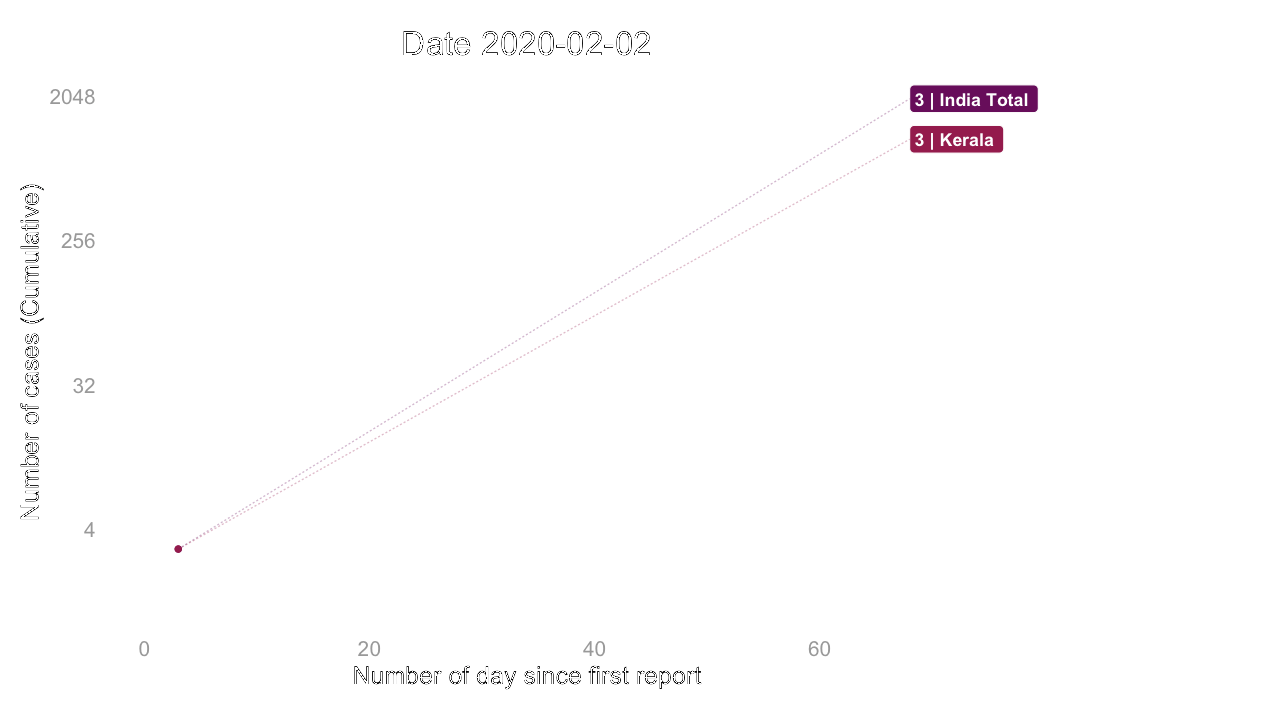 Date 2020-02-02
2048
3 | India Total
3 | Kerala
256
32
4
Number of cases (Cumulative)
0 20 40 60
Number of day since first report